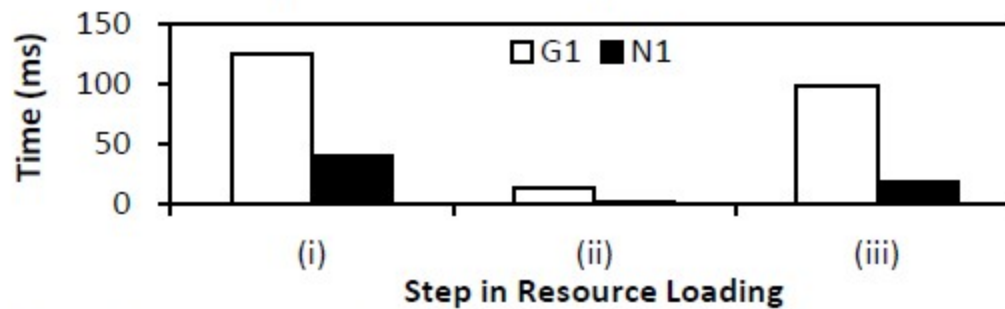 150
100
50
0
Time (ms)
G1 N1
(i) (ii) (iii)
Step in Resource Loading